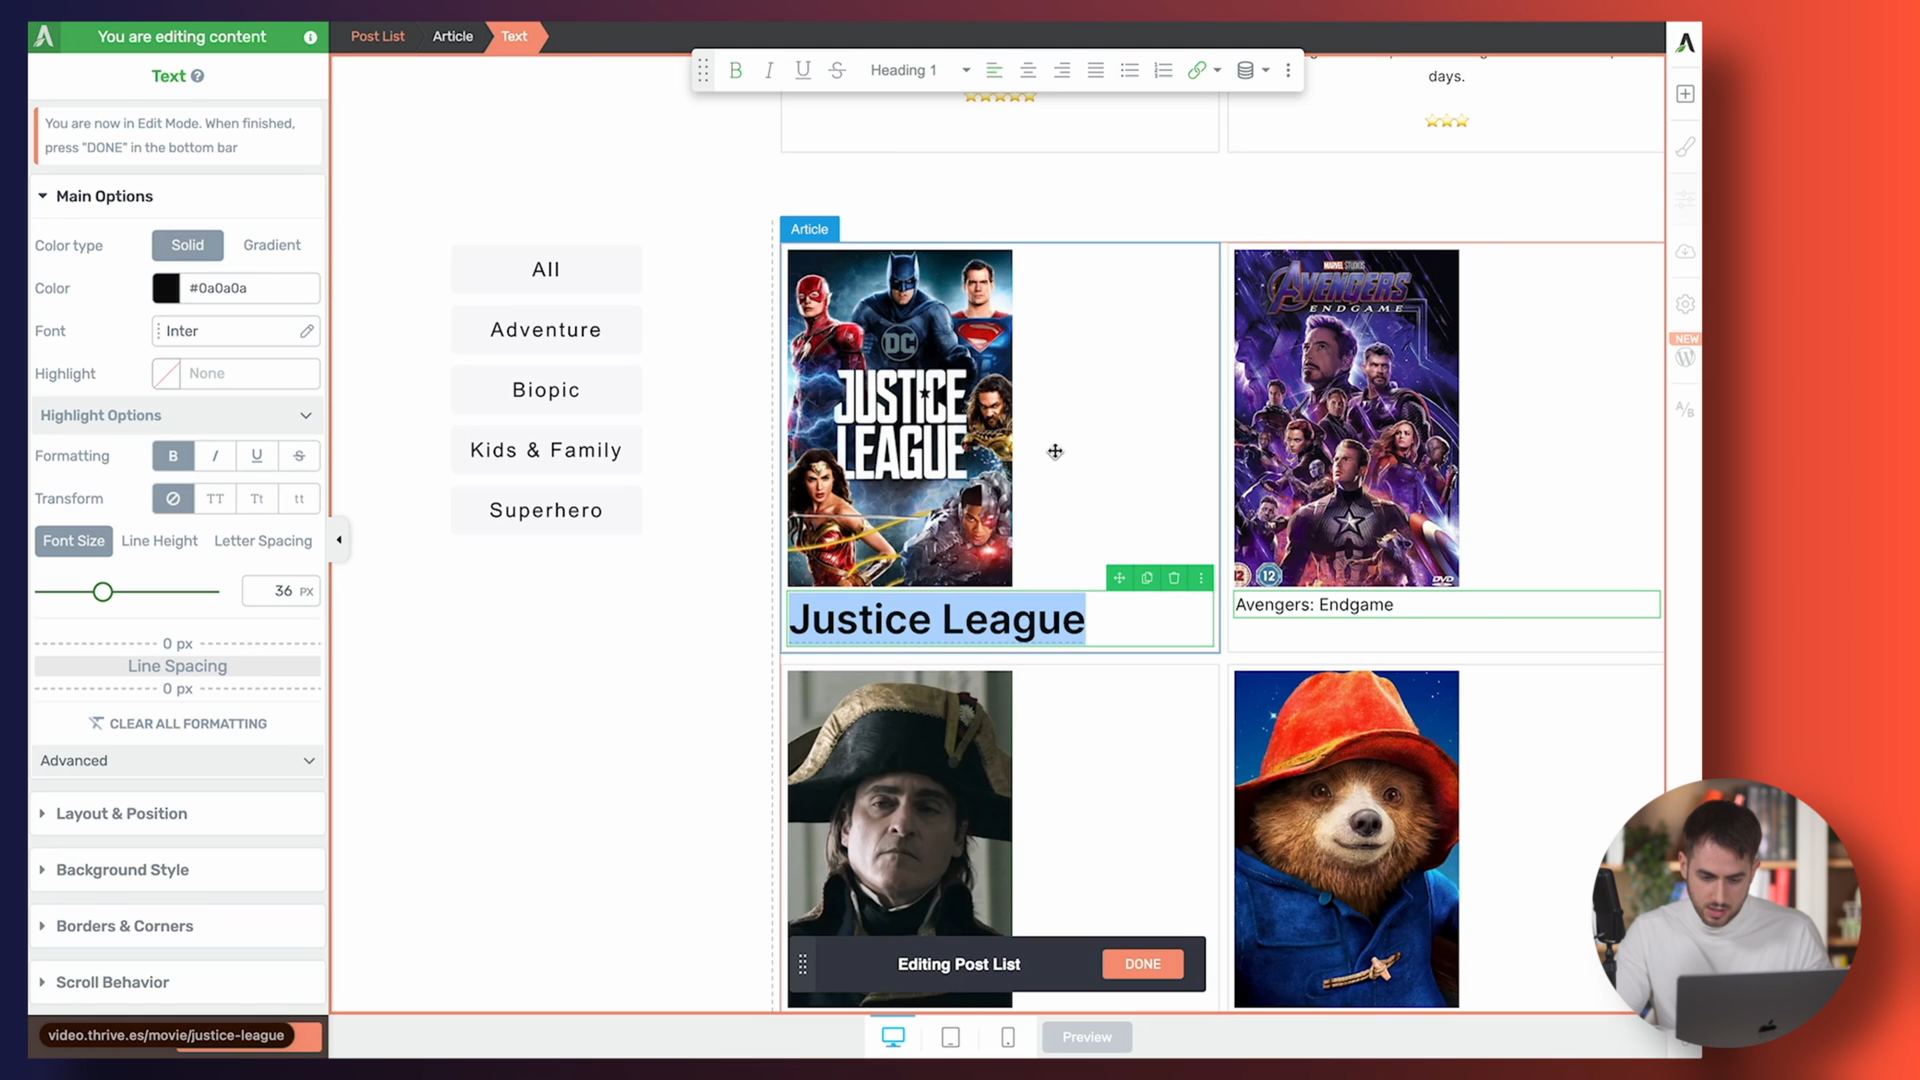 You are editing content
Post List
Article
Text
Text
Heading 1
days.
You are now in Edit Mode. When finished,
press "DONE" in the bottom bar
Main Options
Color type
Solid
Gradient
Color
#0a0a0a
Font
Inter
Highlight
None
Highlight Options
Formatting
B
I
U
S
Transform
TT
Tt
tt
Font Size
Line Height
Letter Spacing
36 PX
0 px
Line Spacing
0 px
CLEAR ALL FORMATTING
Advanced
Layout & Position
Background Style
Borders & Corners
Scroll Behavior
video.thrive.es/movie/justice-league
All
Adventure
Biopic
Kids & Family
Superhero
Article
DC
JUSTICE
LEAGUE
Justice League
MARVEL STUDIOS
AVENGERS
ENDGAME
12
12
DVD
Avengers: Endgame
Editing Post List
DONE
Preview
NEW
A/B